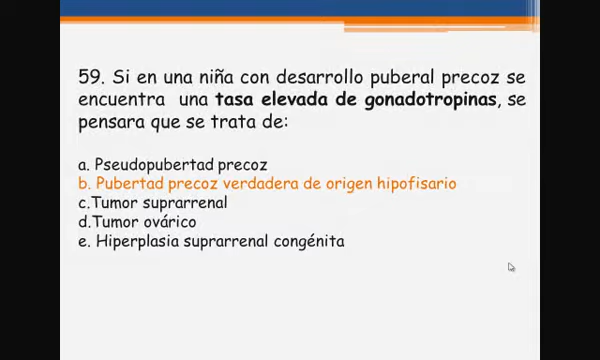 59. Si en una niña con desarrollo puberal precoz se
encuentra una tasa elevada de gonadotropinas, se
pensara que se trata de:
a. Pseudopubertad precoz
b. Pubertad precoz verdadera de origen hipofisario
c.Tumor suprarrenal
d.Tumor ovárico
e. Hiperplasia suprarrenal congénita